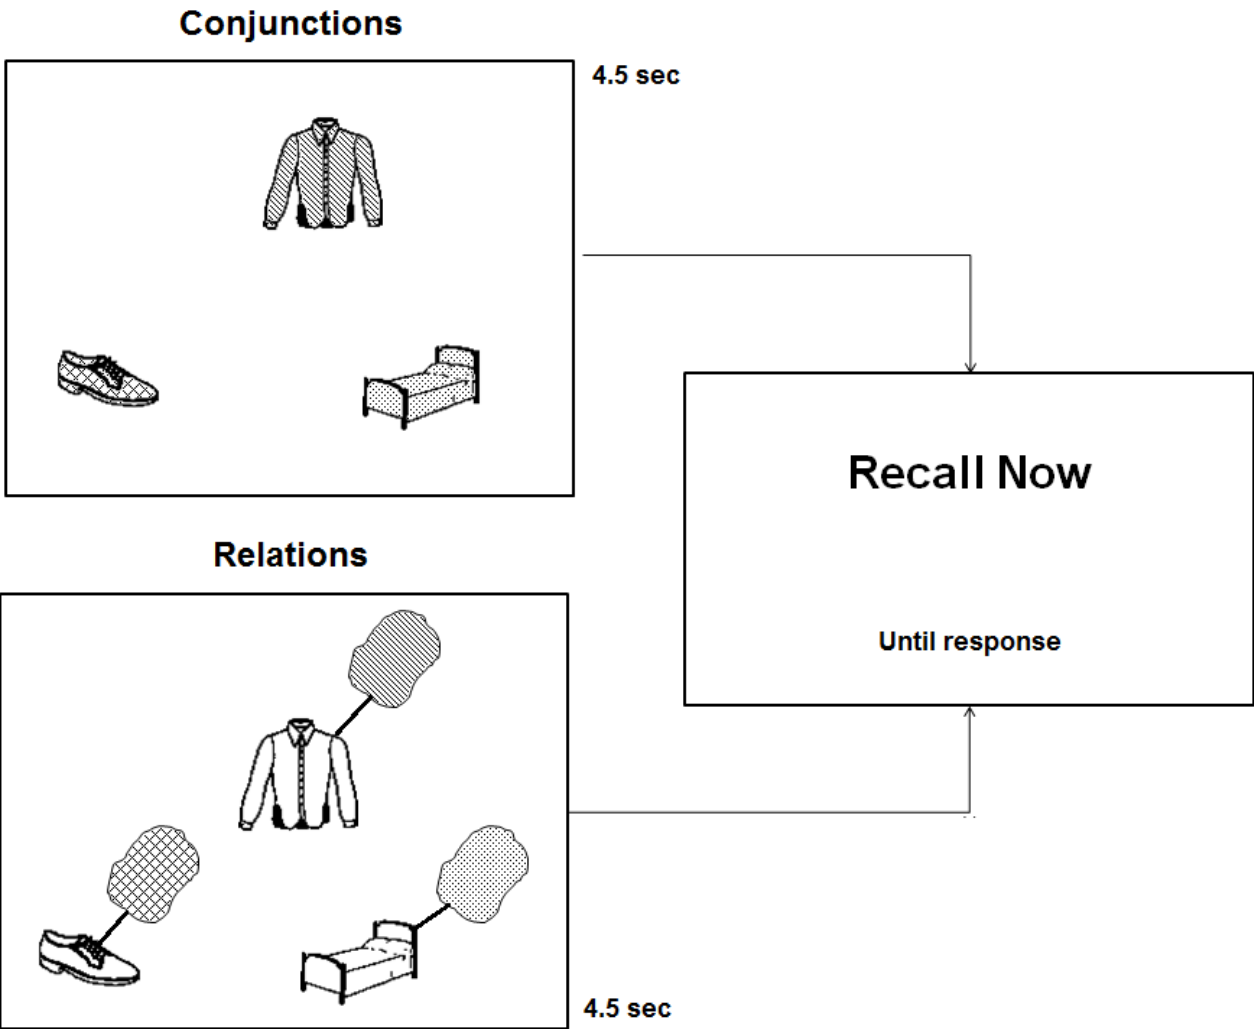 Conjunctions
4.5 sec
Recall Now
Until response
Relations
4.5 sec